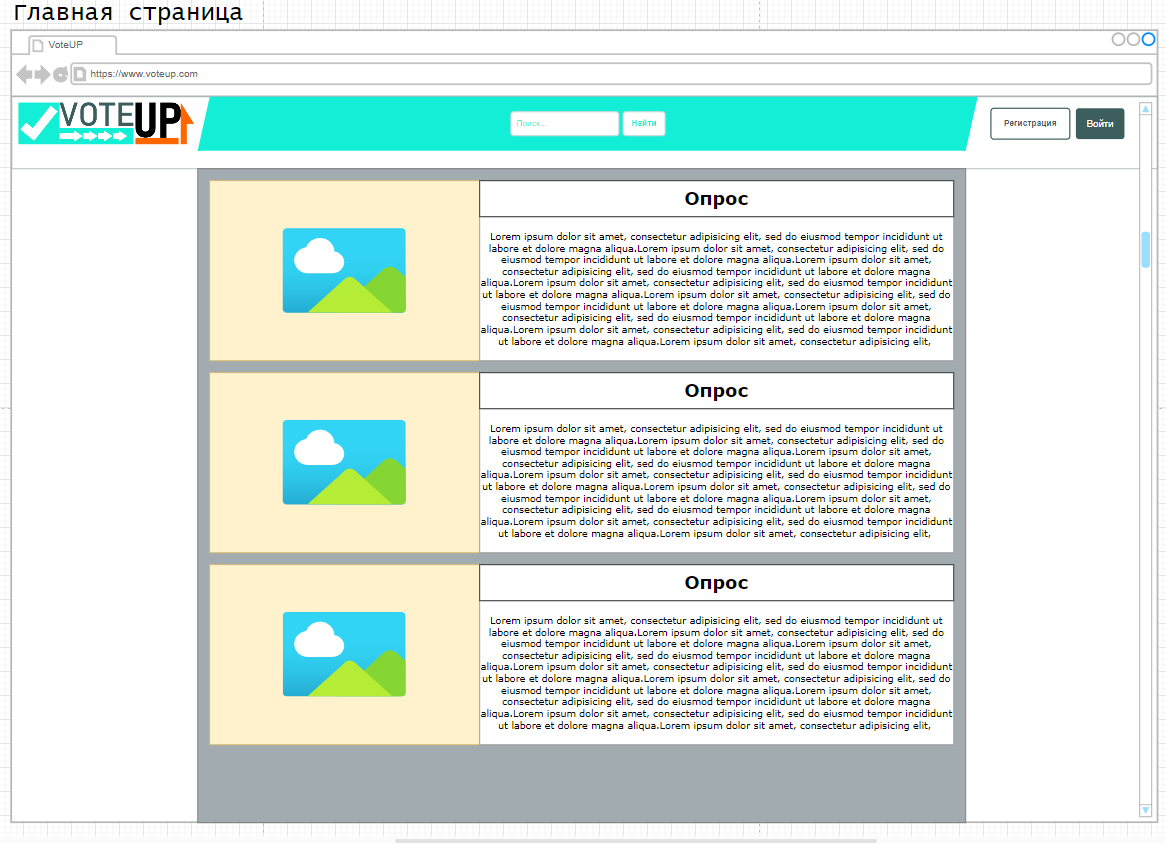 Главная страница
VoteUP
https://www.voteup.com
VOTEUP
Поиск...
Найти
Регистрация
Войти
Опрос
Lorem ipsum dolor sit amet, consectetur adipisicing elit, sed do eiusmod tempor incididunt ut
labore et dolore magna aliqua.Lorem ipsum dolor sit amet, consectetur adipisicing elit, sed do
eiusmod tempor incididunt ut labore et dolore magna aliqua.Lorem ipsum dolor sit amet,
consectetur adipisicing elit, sed do eiusmod tempor incididunt ut labore et dolore magna
aliqua.Lorem ipsum dolor sit amet, consectetur adipisicing elit, sed do eiusmod tempor incididunt
ut labore et dolore magna aliqua.Lorem ipsum dolor sit amet, consectetur adipisicing elit, sed do
eiusmod tempor incididunt ut labore et dolore magna aliqua.Lorem ipsum dolor sit amet,
consectetur adipisicing elit, sed do eiusmod tempor incididunt ut labore et dolore magna
aliqua.Lorem ipsum dolor sit amet, consectetur adipisicing elit, sed do eiusmod tempor incididunt
ut labore et dolore magna aliqua.Lorem ipsum dolor sit amet, consectetur adipisicing elit,
Опрос
Lorem ipsum dolor sit amet, consectetur adipisicing elit, sed do eiusmod tempor incididunt ut
labore et dolore magna aliqua.Lorem ipsum dolor sit amet, consectetur adipisicing elit, sed do
eiusmod tempor incididunt ut labore et dolore magna aliqua.Lorem ipsum dolor sit amet,
consectetur adipisicing elit, sed do eiusmod tempor incididunt ut labore et dolore magna
aliqua.Lorem ipsum dolor sit amet, consectetur adipisicing elit, sed do eiusmod tempor incididunt
ut labore et dolore magna aliqua.Lorem ipsum dolor sit amet, consectetur adipisicing elit, sed do
eiusmod tempor incididunt ut labore et dolore magna aliqua.Lorem ipsum dolor sit amet,
consectetur adipisicing elit, sed do eiusmod tempor incididunt ut labore et dolore magna
aliqua.Lorem ipsum dolor sit amet, consectetur adipisicing elit, sed do eiusmod tempor incididunt
ut labore et dolore magna aliqua.Lorem ipsum dolor sit amet, consectetur adipisicing elit,
Опрос
Lorem ipsum dolor sit amet, consectetur adipisicing elit, sed do eiusmod tempor incididunt ut
labore et dolore magna aliqua.Lorem ipsum dolor sit amet, consectetur adipisicing elit, sed do
eiusmod tempor incididunt ut labore et dolore magna aliqua.Lorem ipsum dolor sit amet,
consectetur adipisicing elit, sed do eiusmod tempor incididunt ut labore et dolore magna
aliqua.Lorem ipsum dolor sit amet, consectetur adipisicing elit, sed do eiusmod tempor incididunt
ut labore et dolore magna aliqua.Lorem ipsum dolor sit amet, consectetur adipisicing elit, sed do
eiusmod tempor incididunt ut labore et dolore magna aliqua.Lorem ipsum dolor sit amet,
consectetur adipisicing elit, sed do eiusmod tempor incididunt ut labore et dolore magna
aliqua.Lorem ipsum dolor sit amet, consectetur adipisicing elit, sed do eiusmod tempor incididunt
ut labore et dolore magna aliqua.Lorem ipsum dolor sit amet, consectetur adipisicing elit,